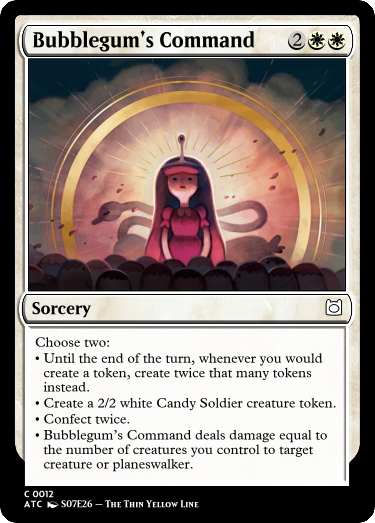 Bubblegum's Command 2
Sorcery
Choose two:
• Until the end of the turn, whenever you would
create a token, create twice that many tokens
instead.
• Create a 2/2 white Candy Soldier creature token.
• Confect twice.
• Bubblegum's Command deals damage equal to
the number of creatures you control to target
creature or planeswalker.
C 0012
ATC S07E26 – The Thin Yellow Line